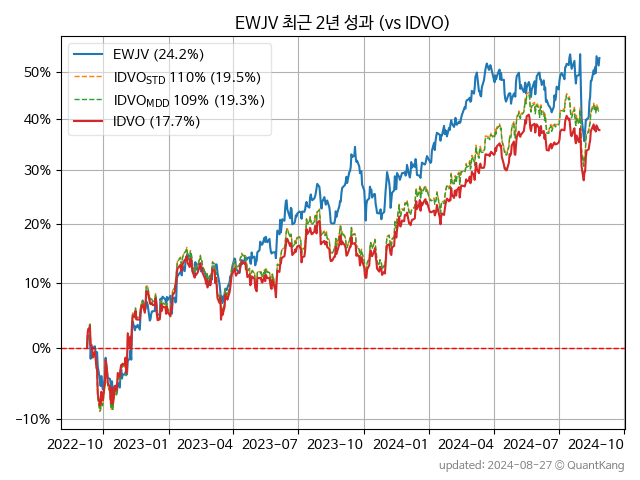 EWJV 최근 2년 성과 (vs IDVO)
EWJV (24.2%)
IDVO_STD 110% (19.5%)
IDVO_MDD 109% (19.3%)
IDVO (17.7%)
50%
40%
30%
20%
10%
0%
−10%
2022-10 2023-01 2023-04 2023-07 2023-10 2024-01 2024-04 2024-07 2024-10
updated: 2024-08-27 © QuantKang